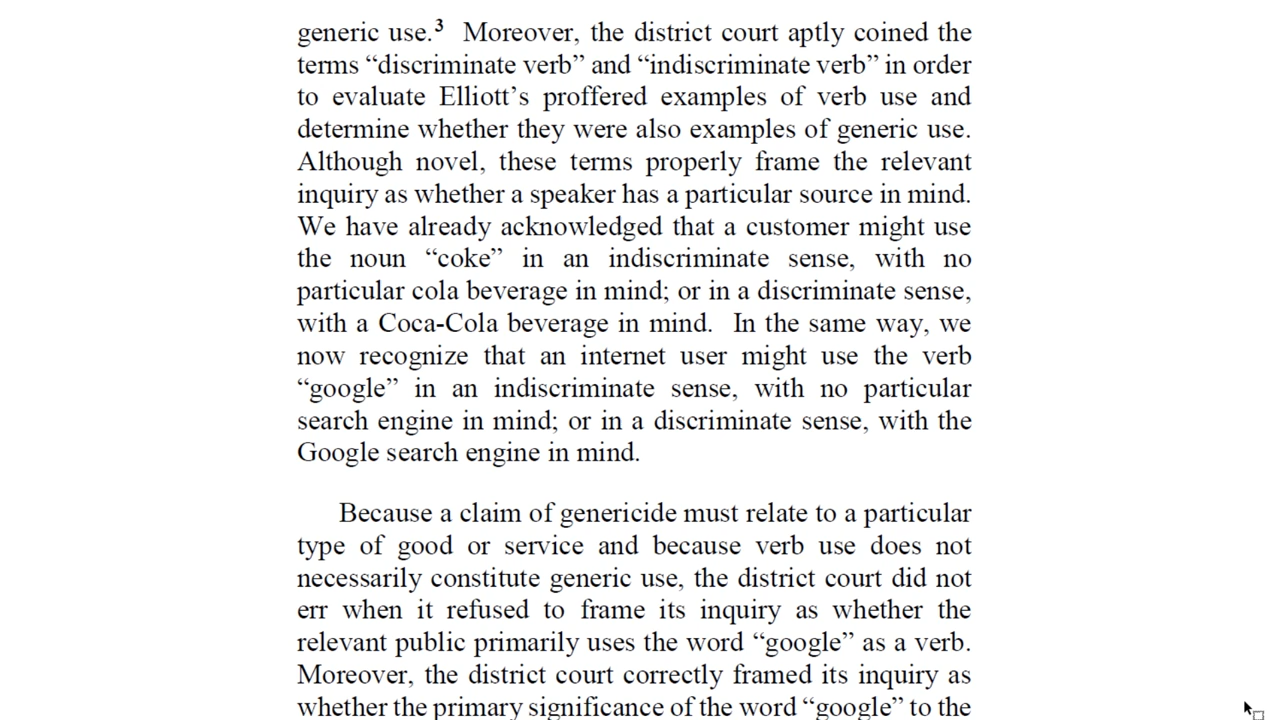 generic use.³ Moreover, the district court aptly coined the
terms “discriminate verb” and “indiscriminate verb” in order
to evaluate Elliott’s proffered examples of verb use and
determine whether they were also examples of generic use.
Although novel, these terms properly frame the relevant
inquiry as whether a speaker has a particular source in mind.
We have already acknowledged that a customer might use
the noun “coke” in an indiscriminate sense, with no
particular cola beverage in mind; or in a discriminate sense,
with a Coca-Cola beverage in mind. In the same way, we
now recognize that an internet user might use the verb
“google” in an indiscriminate sense, with no particular
search engine in mind; or in a discriminate sense, with the
Google search engine in mind.
Because a claim of genericide must relate to a particular
type of good or service and because verb use does not
necessarily constitute generic use, the district court did not
err when it refused to frame its inquiry as whether the
relevant public primarily uses the word “google” as a verb.
Moreover, the district court correctly framed its inquiry as
whether the primary significance of the word “google” to the